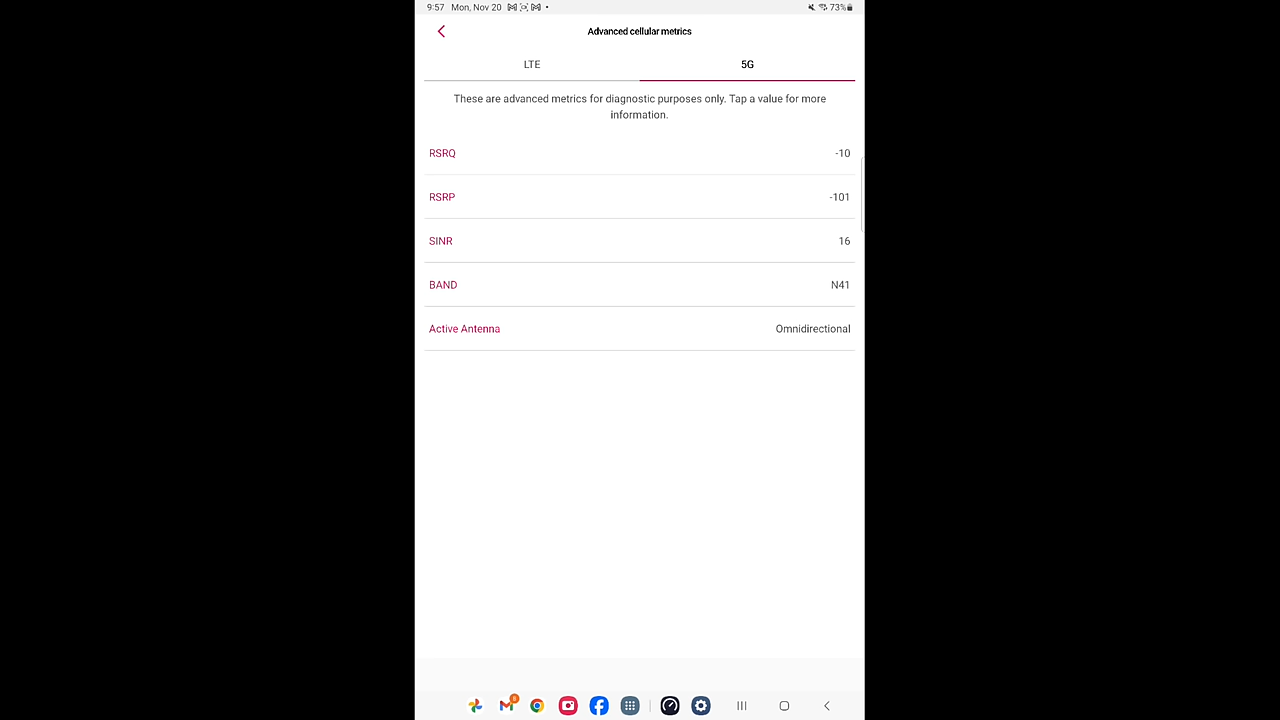 9:57 Mon, Nov 20 73%
Advanced cellular metrics
LTE 5G
These are advanced metrics for diagnostic purposes only. Tap a value for more
information.
RSRQ -10
RSRP -101
SINR 16
BAND N41
Active Antenna Omnidirectional